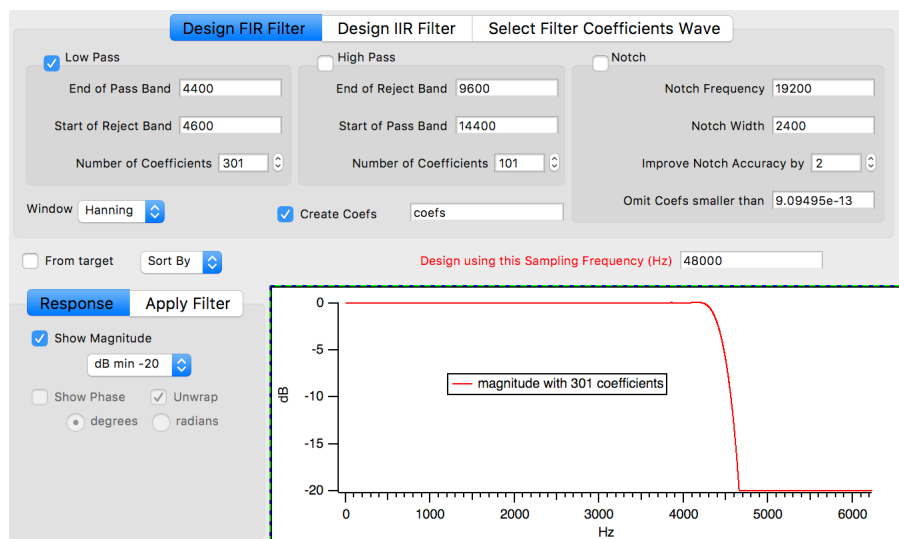 Design FIR Filter Design IIR Filter Select Filter Coefficients Wave
Low Pass High Pass Notch
End of Pass Band 4400 End of Reject Band 9600 Notch Frequency 19200
Start of Reject Band 4600 Start of Pass Band 14400 Notch Width 2400
Number of Coefficients 301 Number of Coefficients 101 Improve Notch Accuracy by 2
Omit Coefs smaller than 9.09495e-13
Window Hanning Create Coefs coefs
From target Sort By Design using this Sampling Frequency (Hz) 48000
Response Apply Filter
Show Magnitude
dB min -20
Show Phase Unwrap
degrees radians
0
-5
-10
-15
-20
dB
magnitude with 301 coefficients
0 1000 2000 3000 4000 5000 6000
Hz